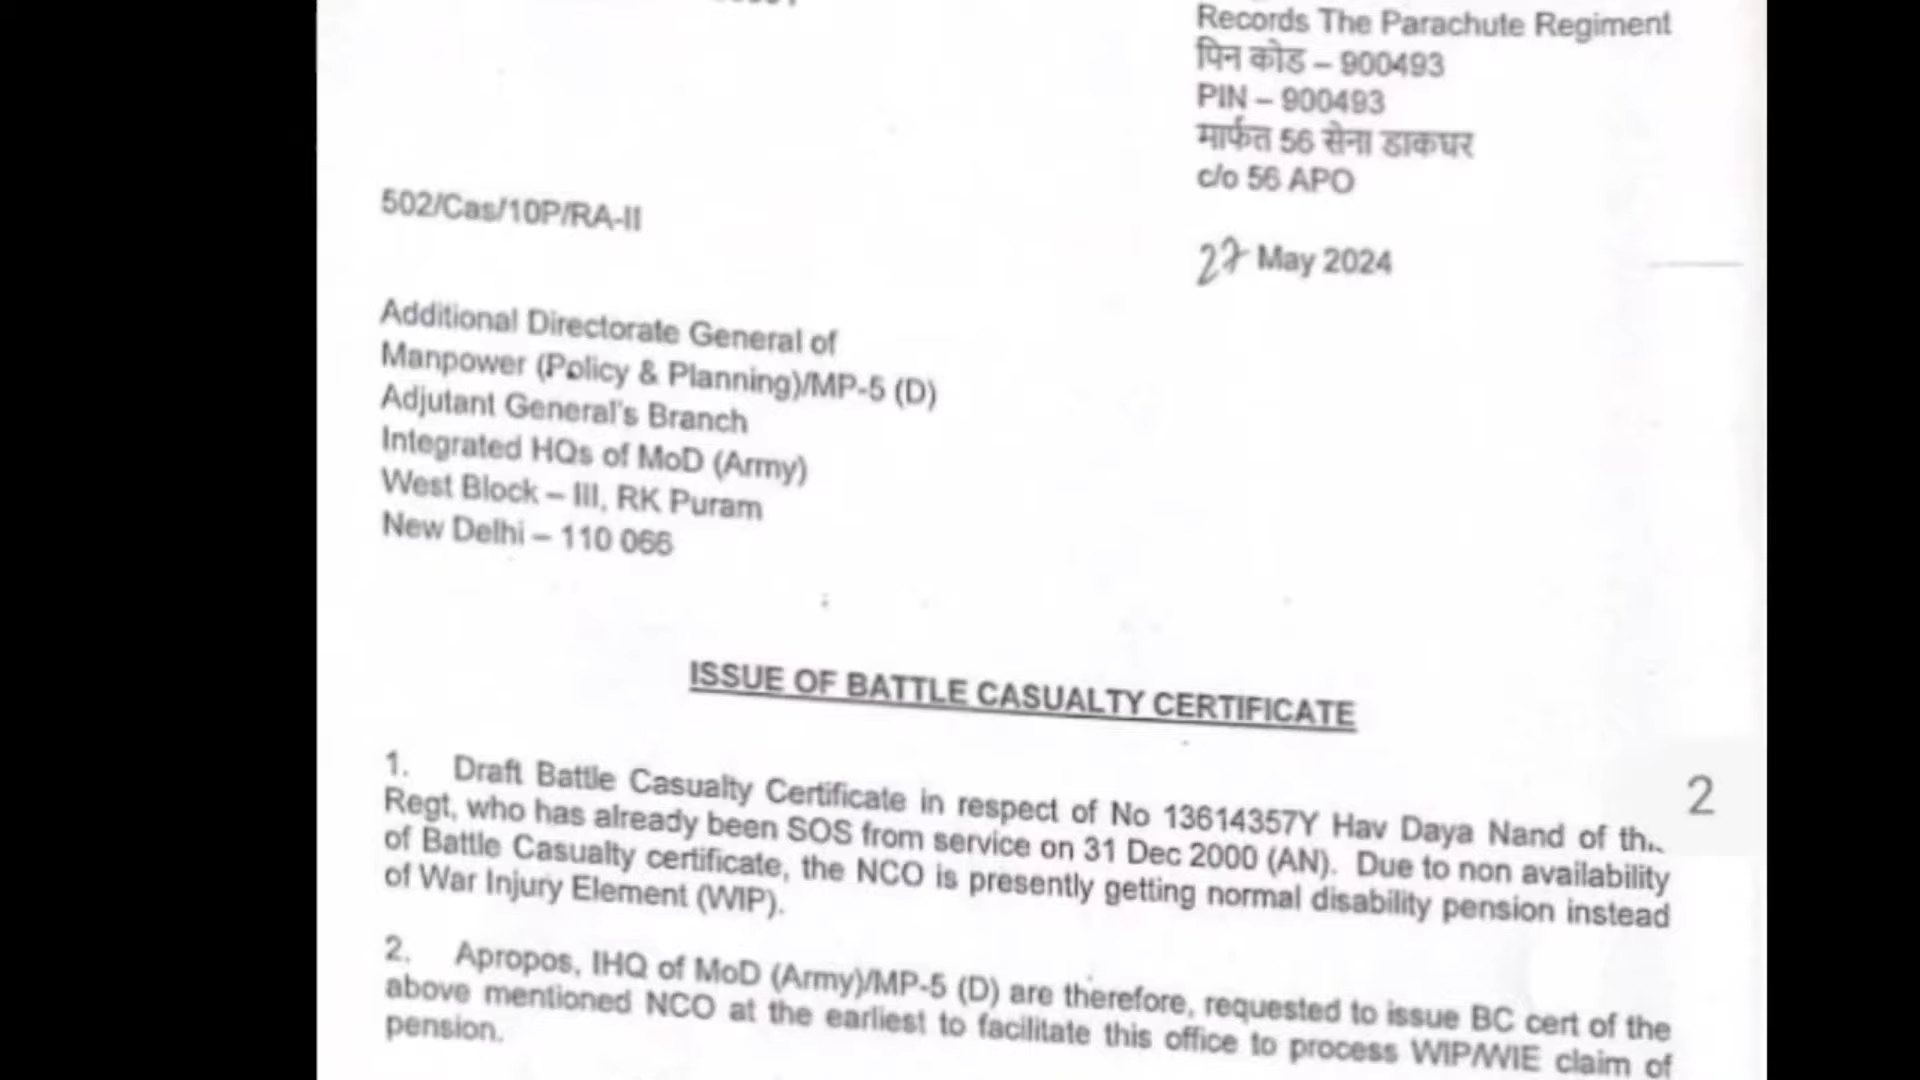 Records The Parachute Regiment
पिन कोड – 900493
PIN – 900493
मार्फत 56 सेना डाकघर
c/o 56 APO
502/Cas/10P/RA-II
27 May 2024
Additional Directorate General of
Manpower (Policy & Planning)/MP-5 (D)
Adjutant General's Branch
Integrated HQs of MoD (Army)
West Block – III, RK Puram
New Delhi – 110 066
ISSUE OF BATTLE CASUALTY CERTIFICATE
1. Draft Battle Casualty Certificate in respect of No 13614357Y Hav Daya Nand of
Regt, who has already been SOS from service on 31 Dec 2000 (AN). Due to non availability
of Battle Casualty certificate, the NCO is presently getting normal disability pension instead
of War Injury Element (WIP).
2
2. Apropos, IHQ of MoD (Army)/MP-5 (D) are therefore, requested to issue BC cert of the
above mentioned NCO at the earliest to facilitate this office to process WIP/WIE claim of
pension.